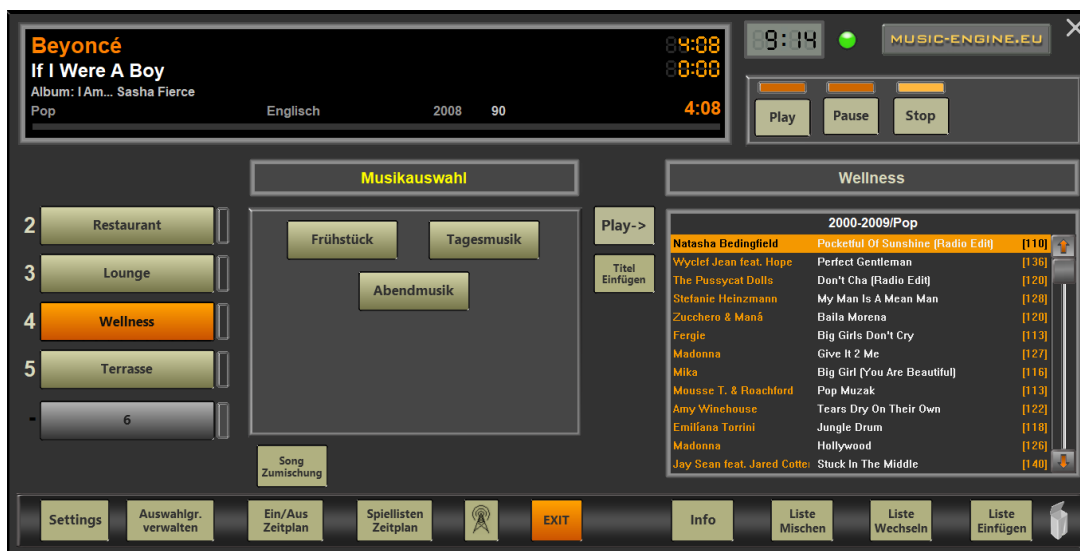 Beyoncé 4:08
If I Were A Boy 0:00
Album: I Am... Sasha Fierce
Pop Englisch 2008 90 4:08
9:14
MUSIC-ENGINE.EU
Play Pause Stop
Musikauswahl
Wellness
2 Restaurant
3 Lounge
4 Wellness
5 Terrasse
- 6
Frühstück Tagesmusik
Abendmusik
Play->
Titel
Einfügen
2000-2009/Pop
Natasha Bedingfield Pocketful Of Sunshine (Radio Edit) [110]
Wyclef Jean feat. Hope Perfect Gentleman [136]
The Pussycat Dolls Don't Cha (Radio Edit) [120]
Stefanie Heinzmann My Man Is A Mean Man [128]
Zucchero & Maná Baila Morena [120]
Fergie Big Girls Don't Cry [113]
Madonna Give It 2 Me [127]
Mika Big Girl (You Are Beautiful) [116]
Mousse T. & Roachford Pop Muzak [113]
Amy Winehouse Tears Dry On Their Own [122]
Emilíana Torrini Jungle Drum [118]
Madonna Hollywood [126]
Jay Sean feat. Jared Cotter Stuck In The Middle [140]
Song
Zumischung
Settings
Auswahlgr.
verwalten
Ein/Aus
Zeitplan
Spiellisten
Zeitplan
EXIT
Info
Liste
Mischen
Liste
Wechseln
Liste
Einfügen